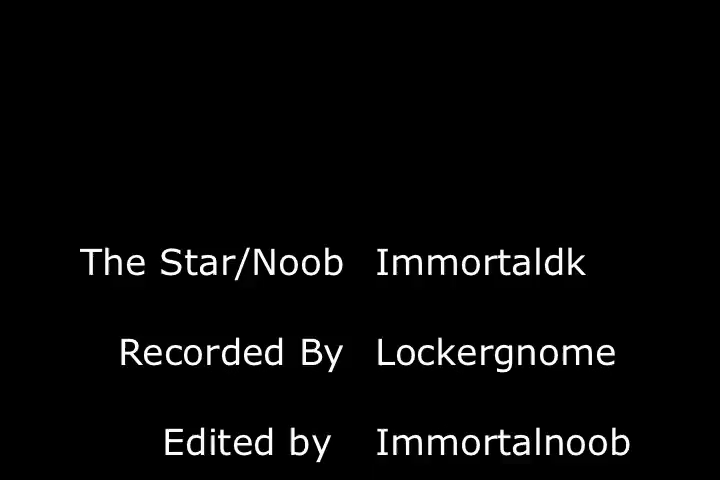 The Star/Noob Immortaldk
Recorded By Lockergnome
Edited by Immortalnoob